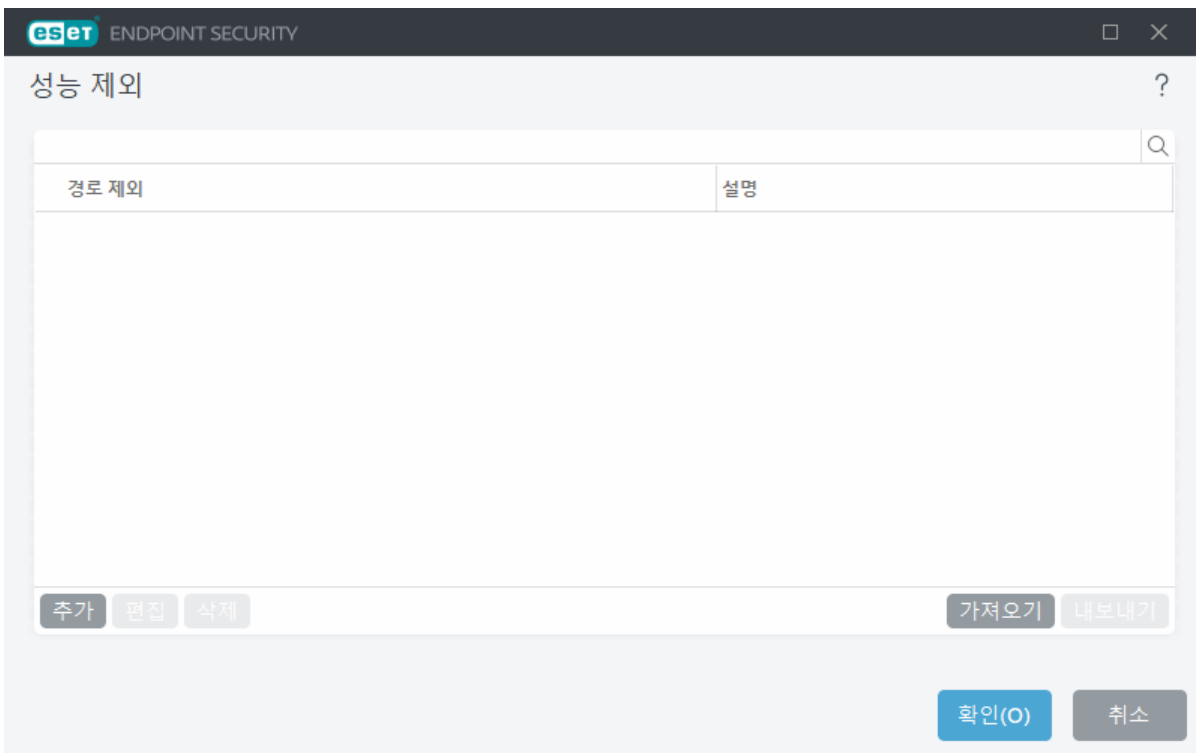 eset ENDPOINT SECURITY
성능 제외
?
경로 제외 설명
추가 편집 삭제 가져오기 내보내기
확인(O) 취소